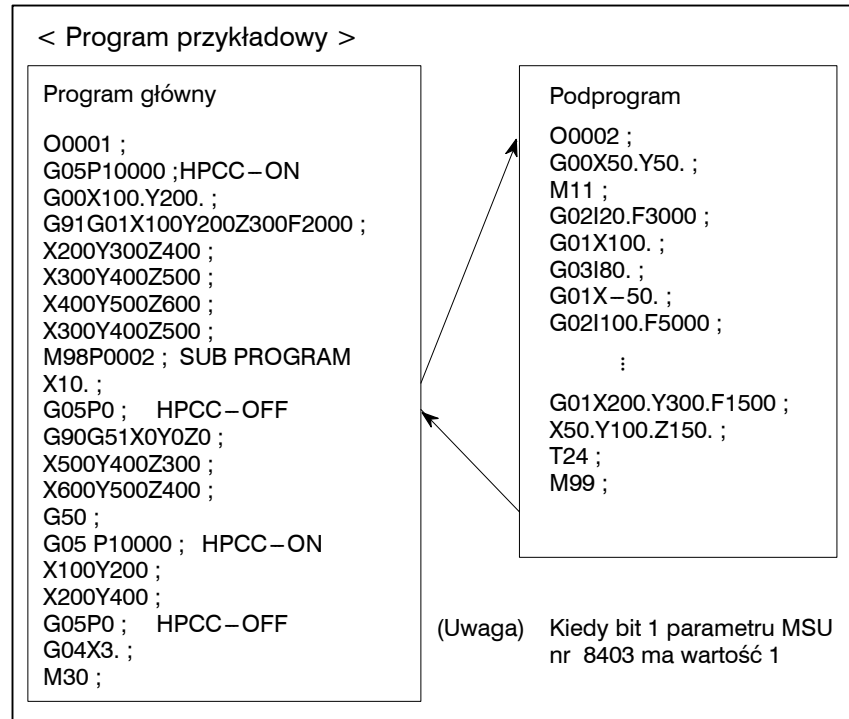 < Program przykładowy >
Program główny
O0001 ;
G05P10000 ;HPCC−ON
G00X100.Y200. ;
G91G01X100Y200Z300F2000 ;
X200Y300Z400 ;
X300Y400Z500 ;
X400Y500Z600 ;
X300Y400Z500 ;
M98P0002 ; SUB PROGRAM
X10. ;
G05P0 ; HPCC−OFF
G90G51X0Y0Z0 ;
X500Y400Z300 ;
X600Y500Z400 ;
G50 ;
G05 P10000 ; HPCC−ON
X100Y200 ;
X200Y400 ;
G05P0 ; HPCC−OFF
G04X3. ;
M30 ;
Podprogram
O0002 ;
G00X50.Y50. ;
M11 ;
G02I20.F3000 ;
G01X100. ;
G03I80. ;
G01X−50. ;
G02I100.F5000 ;
⋮
G01X200.Y300.F1500 ;
X50.Y100.Z150. ;
T24 ;
M99 ;
(Uwaga) Kiedy bit 1 parametru MSU
nr 8403 ma wartość 1